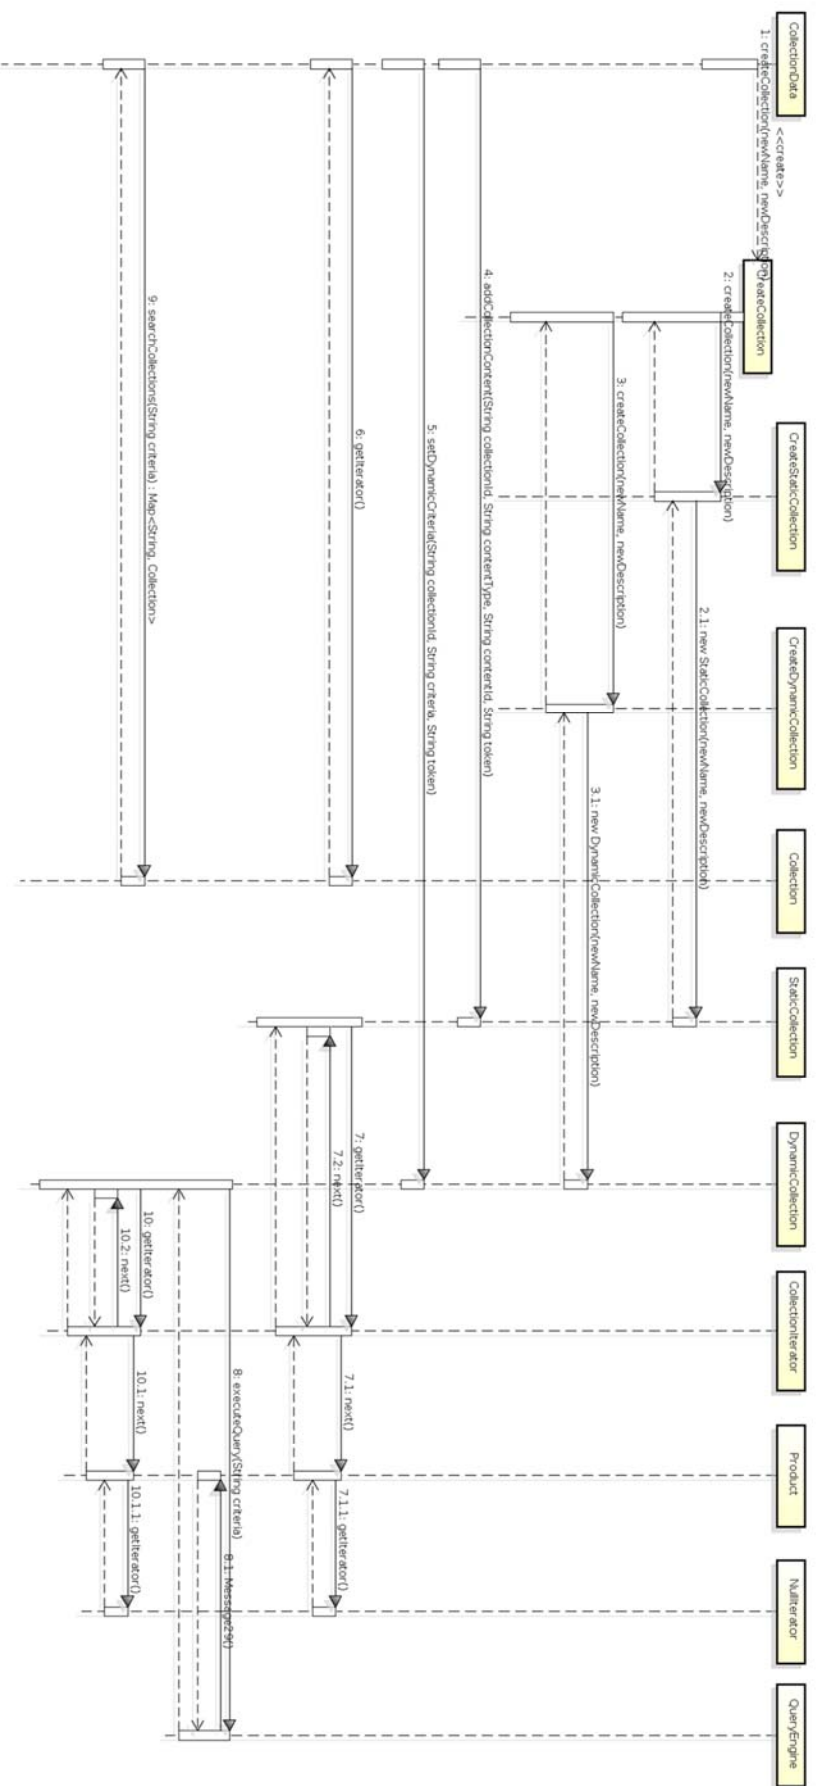 CollectionData
CreateCollection
CreateStaticCollection
CreateDynamicCollection
Collection
StaticCollection
DynamicCollection
CollectionIterator
Product
NullIterator
QueryEngine
<<create>>
1: createCollection(newName, newDescription)
2: createCollection(newName, newDescription)
2.1: new StaticCollection(newName, newDescription)
3: createCollection(newName, newDescription)
3.1: new DynamicCollection(newName, newDescription)
4: addCollectionContent(String collectionId, String contentType, String contentId, String token)
5: setDynamicCriteria(String collectionId, String criteria, String token)
6: getIterator()
7: getIterator()
7.1: next()
7.1.1: getIterator()
7.2: next()
8: executeQuery(String criteria)
8.1: Message29()
9: searchCollections(String criteria) : Map<String, Collection>
10: getIterator()
10.1: next()
10.1.1: getIterator()
10.2: next()